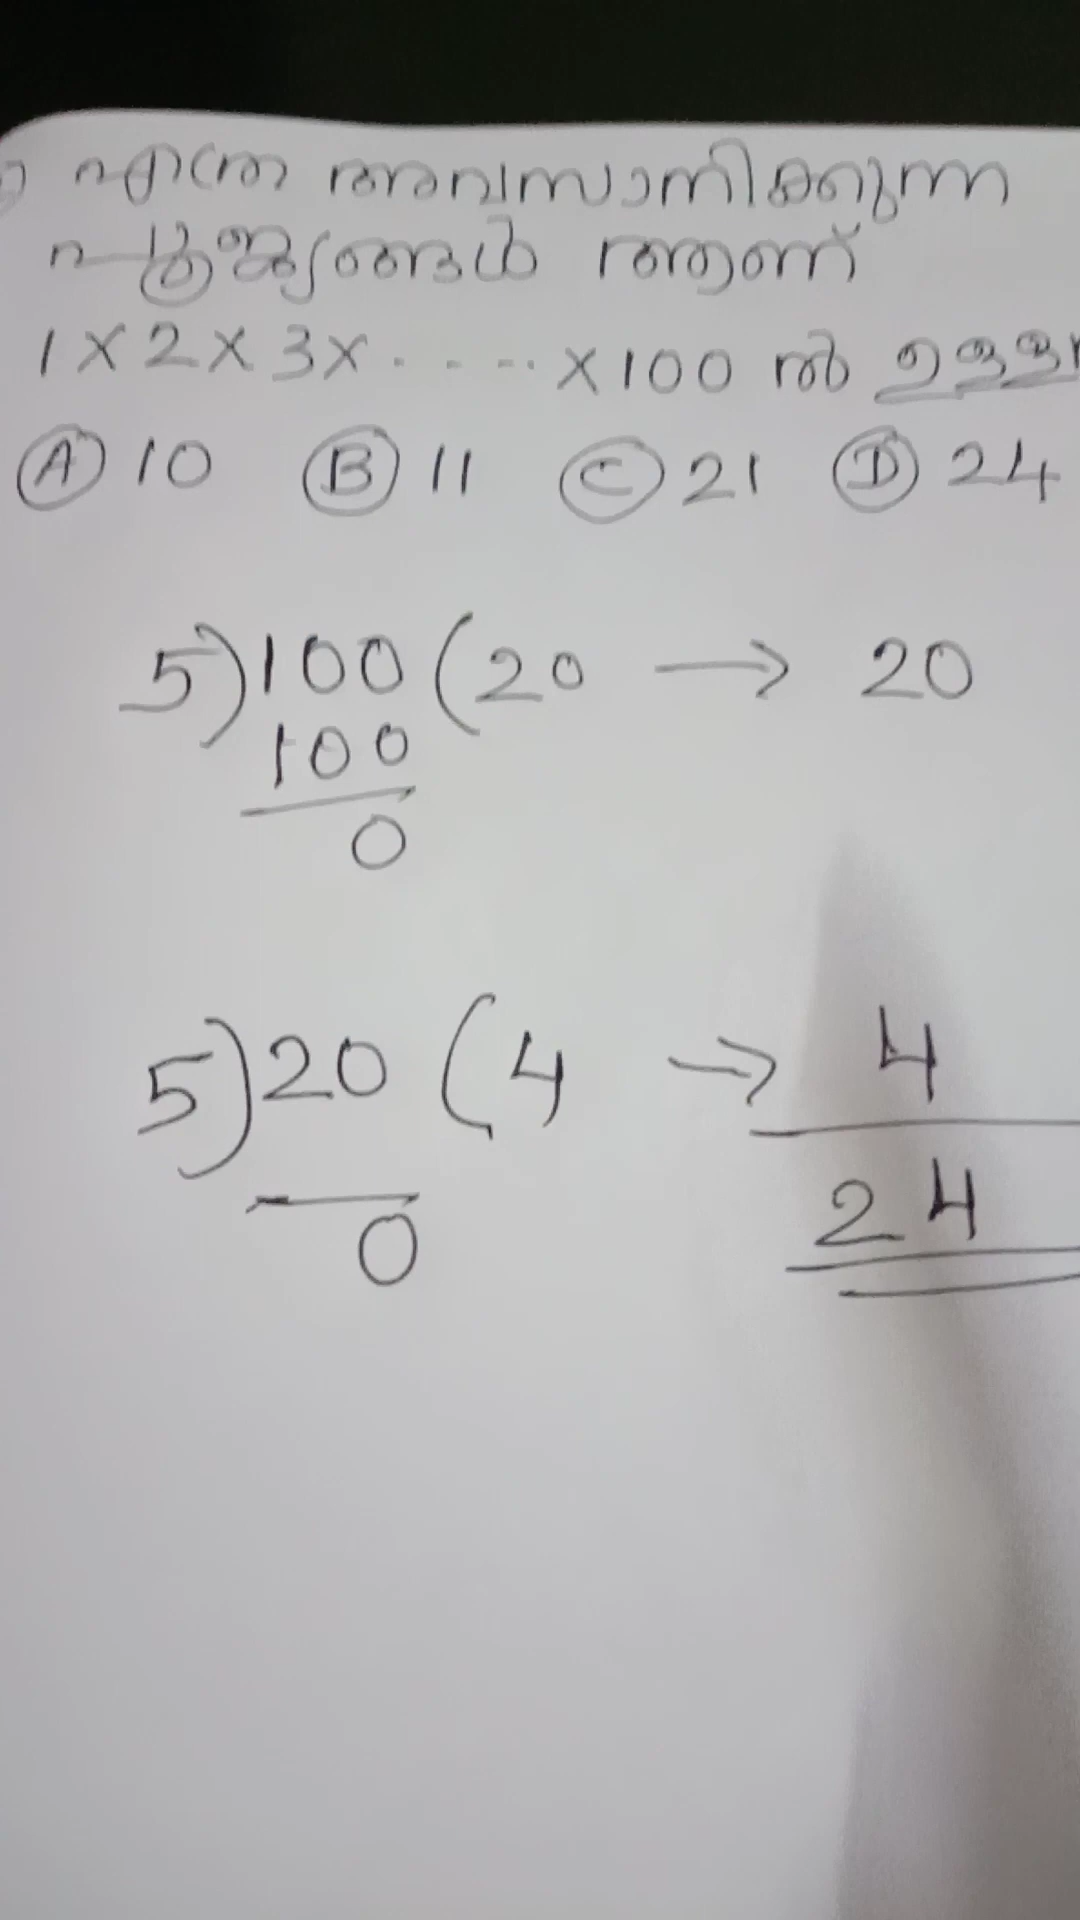 എത്ര അവസാനിക്കുന്ന
പൂജ്യങ്ങൾ ആണ്
1 X 2 X 3 X . . . . . X 100 ൽ
Ⓐ 10 Ⓑ 11 Ⓒ 21 Ⓓ 24
5)100(20 → 20
100
0
5)20(4 → 4
0
24